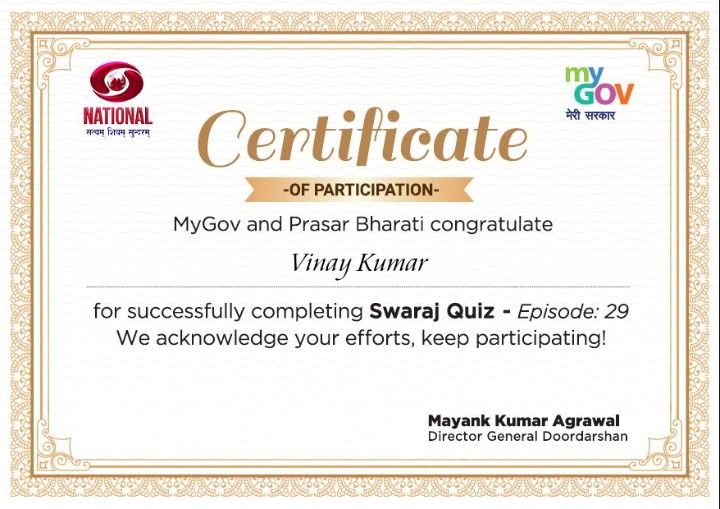 NATIONAL
सत्यम् शिवम् सुन्दरम्
my
GOV
मेरी सरकार
Certificate
-OF PARTICIPATION-
MyGov and Prasar Bharati congratulate
Vinay Kumar
for successfully completing Swaraj Quiz - Episode: 29
We acknowledge your efforts, keep participating!
Mayank Kumar Agrawal
Director General Doordarshan